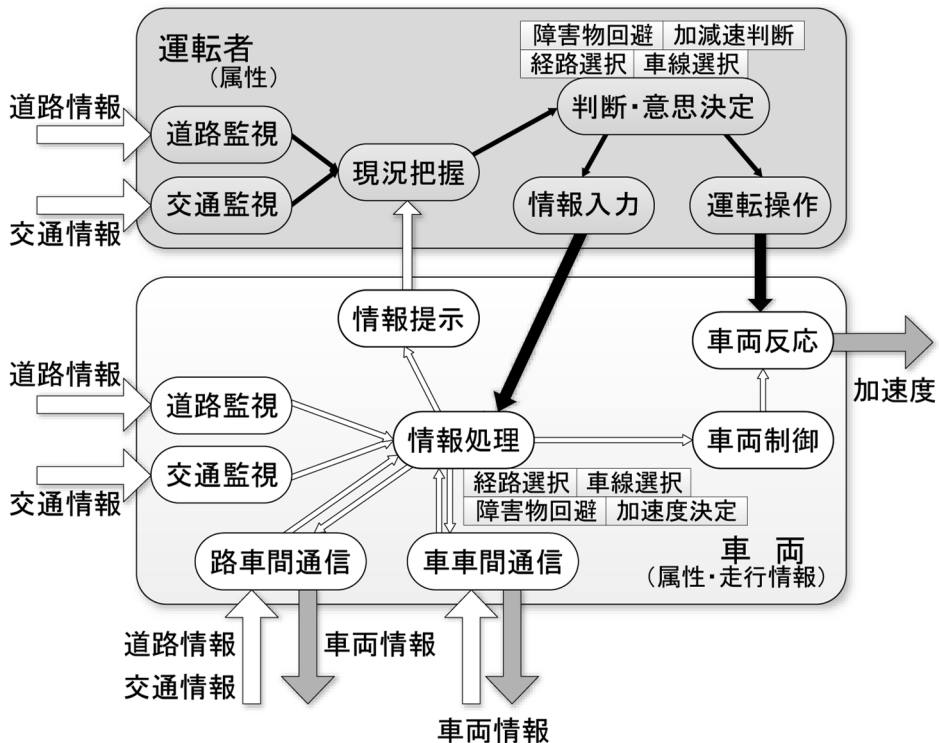 運転者
（属性）
障害物回避 加減速判断
経路選択 車線選択
判断・意思決定
道路情報
道路監視
現況把握
交通監視
交通情報
情報入力
運転操作
情報提示
車両反応
加速度
道路情報
道路監視
情報処理
車両制御
交通監視
交通情報
経路選択 車線選択
障害物回避 加速度決定
路車間通信
車車間通信
車 両
（属性・走行情報）
道路情報
交通情報
車両情報
車両情報